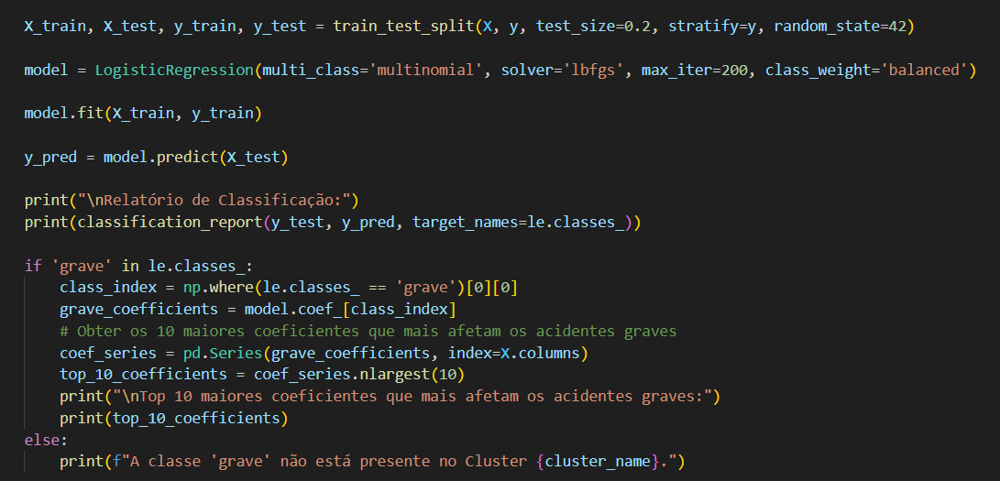 X_train, X_test, y_train, y_test = train_test_split(X, y, test_size=0.2, stratify=y, random_state=42)
model = LogisticRegression(multi_class='multinomial', solver='lbfgs', max_iter=200, class_weight='balanced')
model.fit(X_train, y_train)
y_pred = model.predict(X_test)
print("\nRelatório de Classificação:")
print(classification_report(y_test, y_pred, target_names=le.classes_))
if 'grave' in le.classes_:
    class_index = np.where(le.classes_ == 'grave')[0][0]
    grave_coefficients = model.coef_[class_index]
    # Obter os 10 maiores coeficientes que mais afetam os acidentes graves
    coef_series = pd.Series(grave_coefficients, index=X.columns)
    top_10_coefficients = coef_series.nlargest(10)
    print("\nTop 10 maiores coeficientes que mais afetam os acidentes graves:")
    print(top_10_coefficients)
else:
    print(f"A classe 'grave' não está presente no Cluster {cluster_name}.")